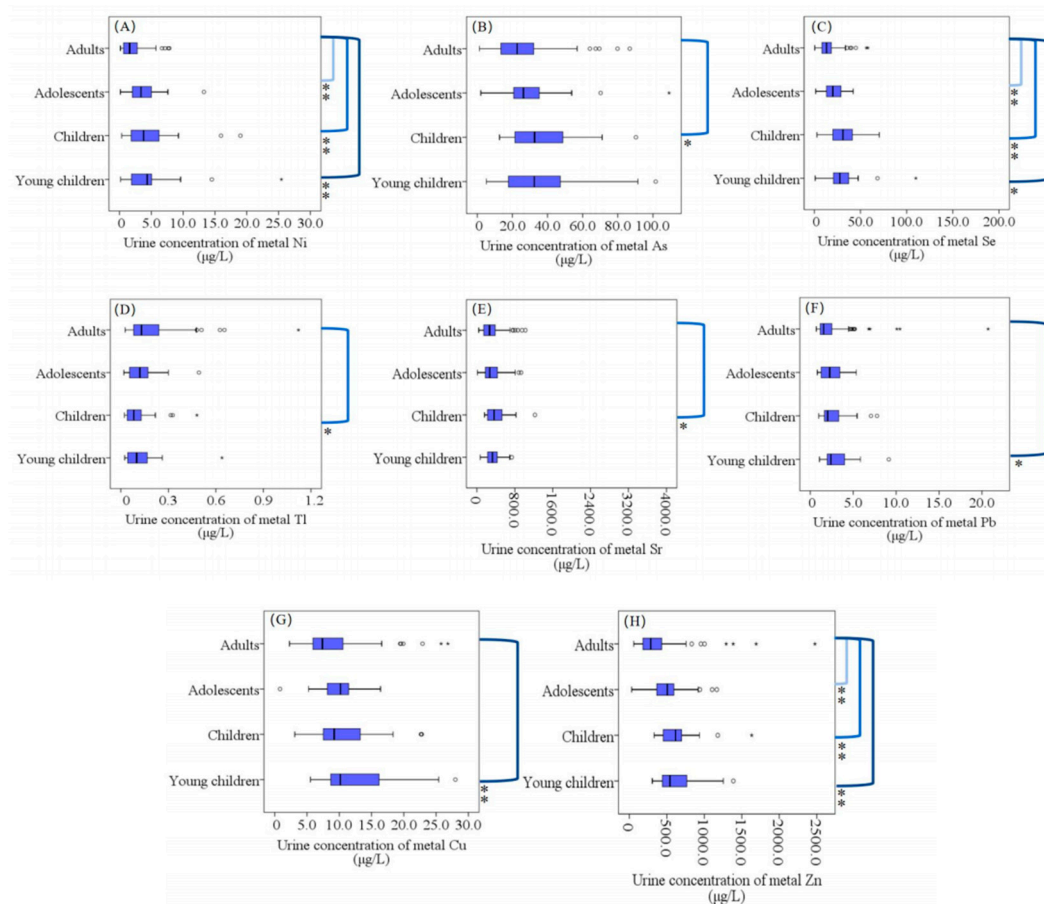 (A)
Adults
Adolescents
**
Children
**
Young children
**
0 5.0 10.0 15.0 20.0 25.0 30.0
Urine concentration of metal Ni
(μg/L)
(B)
Adults
Adolescents
Children
*
Young children
0 20.0 40.0 60.0 80.0 100.0
Urine concentration of metal As
(μg/L)
(C)
Adults
Adolescents
**
Children
**
Young children
*
0 50.0 100.0 150.0 200.0
Urine concentration of metal Se
(μg/L)
(D)
Adults
Adolescents
Children
*
Young children
0 0.3 0.6 0.9 1.2
Urine concentration of metal Tl
(μg/L)
(E)
Adults
Adolescents
Children
*
Young children
0 800.0 1600.0 2400.0 3200.0 4000.0
Urine concentration of metal Sr
(μg/L)
(F)
Adults
Adolescents
Children
Young children
*
0 5.0 10.0 15.0 20.0
Urine concentration of metal Pb
(μg/L)
(G)
Adults
Adolescents
Children
Young children
**
0 10.0 20.0 30.0
Urine concentration of metal Cu
(μg/L)
(H)
Adults
Adolescents
**
Children
**
Young children
**
0 500.0 1000.0 1500.0 2000.0 2500.0
Urine concentration of metal Zn
(μg/L)